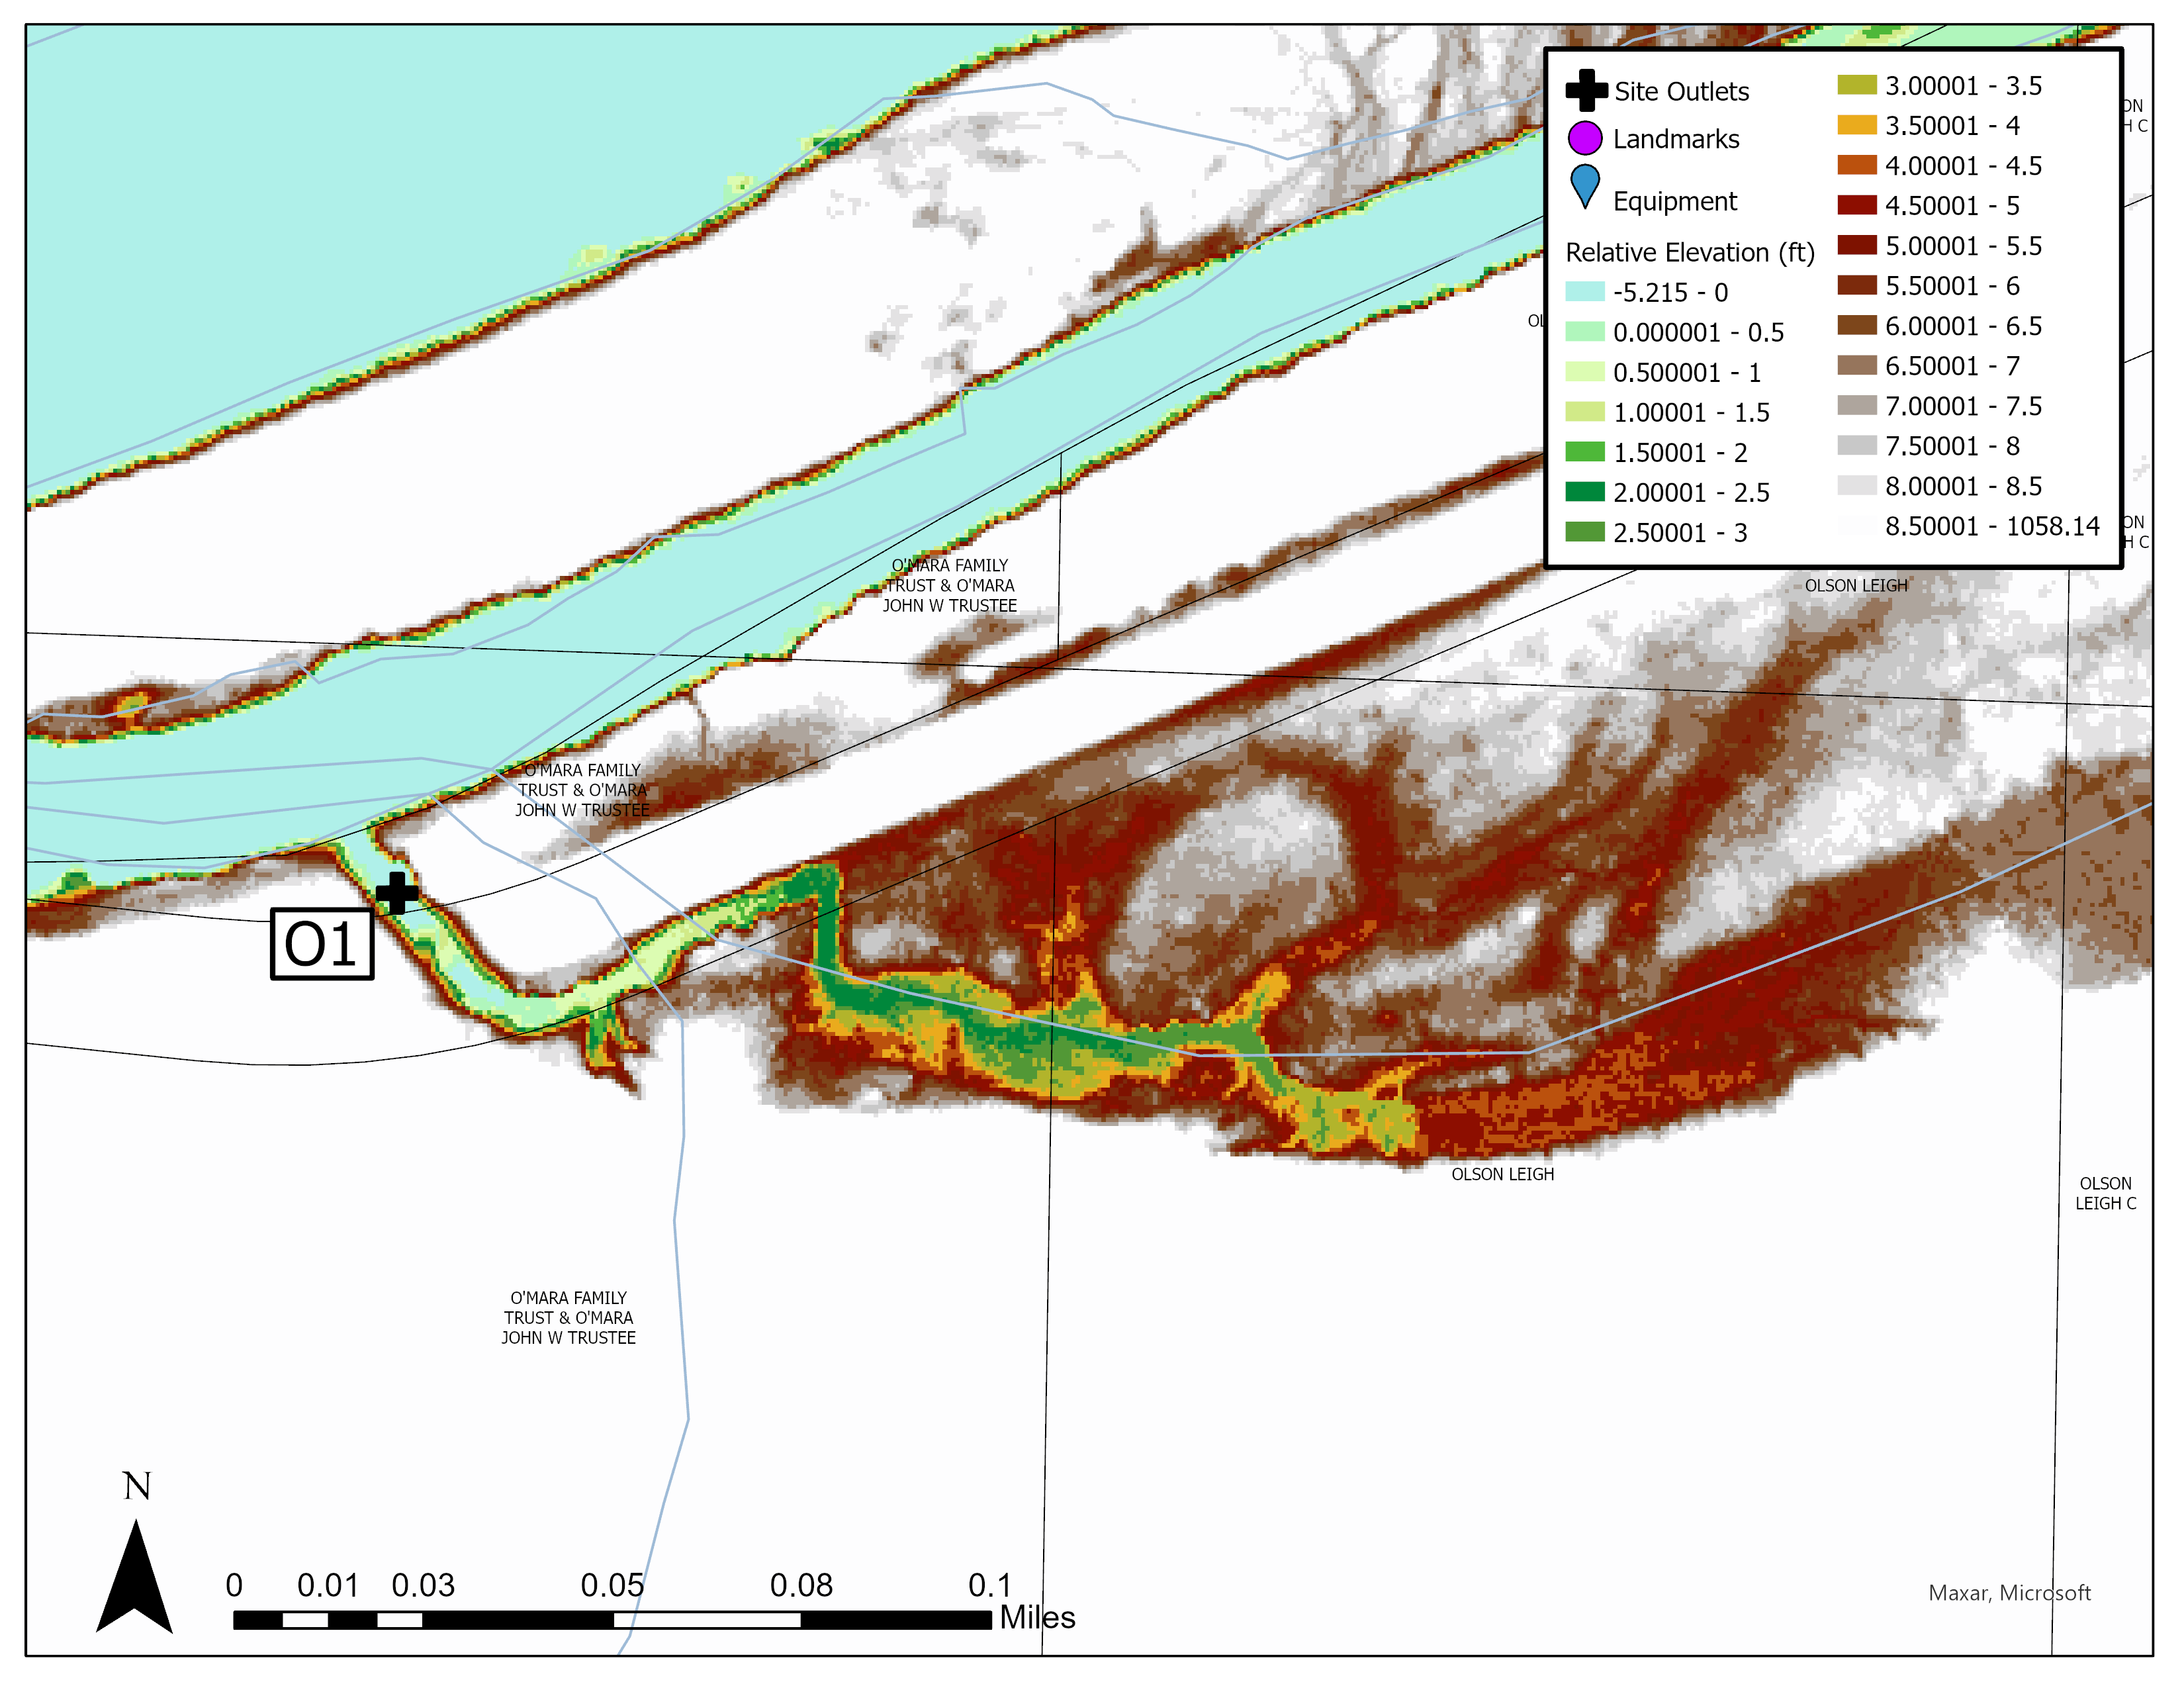 Site Outlets
Landmarks
Equipment
Relative Elevation (ft)
-5.215 - 0
0.000001 - 0.5
0.500001 - 1
1.00001 - 1.5
1.50001 - 2
2.00001 - 2.5
2.50001 - 3
3.00001 - 3.5
3.50001 - 4
4.00001 - 4.5
4.50001 - 5
5.00001 - 5.5
5.50001 - 6
6.00001 - 6.5
6.50001 - 7
7.00001 - 7.5
7.50001 - 8
8.00001 - 8.5
8.50001 - 1058.14
ON
H C
OL
ON
H C
O'MARA FAMILY
TRUST & O'MARA
JOHN W TRUSTEE
OLSON LEIGH
O'MARA FAMILY
TRUST & O'MARA
JOHN W TRUSTEE
O1
OLSON LEIGH
OLSON
LEIGH C
O'MARA FAMILY
TRUST & O'MARA
JOHN W TRUSTEE
N
0 0.01 0.03 0.05 0.08 0.1
Miles
Maxar, Microsoft